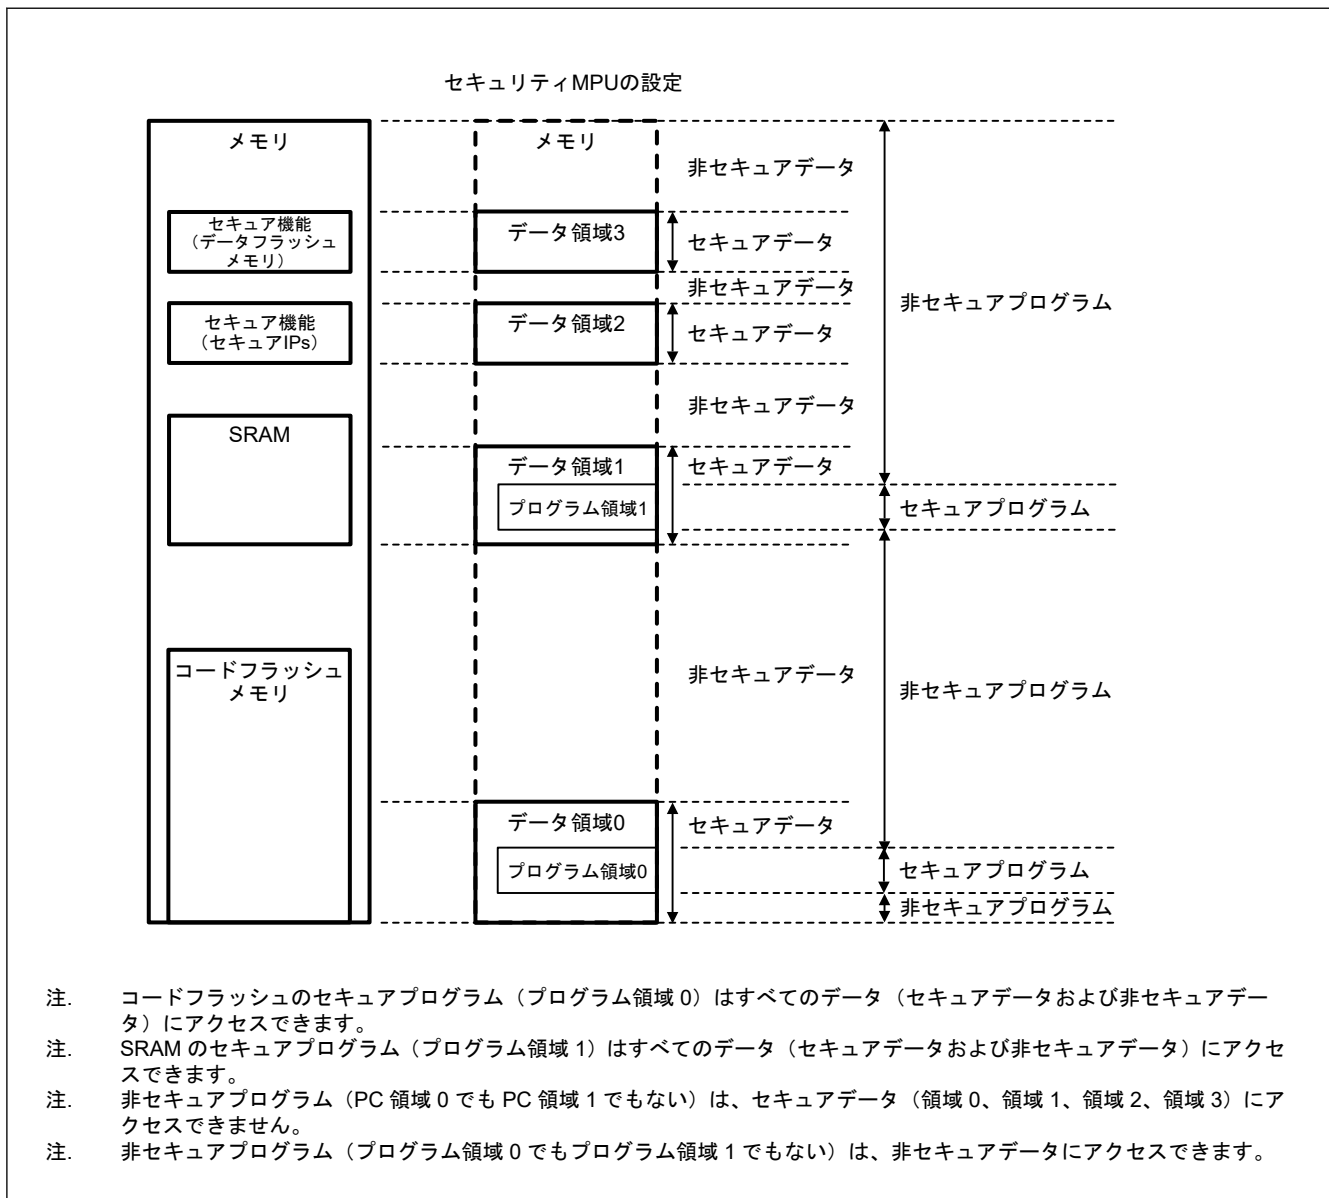 セキュリティMPUの設定
メモリ
メモリ
非セキュアデータ
セキュア機能
（データフラッシュ
メモリ）
データ領域3
セキュアデータ
非セキュアデータ
非セキュアプログラム
セキュア機能
（セキュアIPs）
データ領域2
セキュアデータ
非セキュアデータ
SRAM
データ領域1
セキュアデータ
プログラム領域1
セキュアプログラム
コードフラッシュ
メモリ
非セキュアデータ
非セキュアプログラム
データ領域0
セキュアデータ
プログラム領域0
セキュアプログラム
非セキュアプログラム
注. コードフラッシュのセキュアプログラム（プログラム領域 0）はすべてのデータ（セキュアデータおよび非セキュアデー
タ）にアクセスできます。
注. SRAM のセキュアプログラム（プログラム領域 1）はすべてのデータ（セキュアデータおよび非セキュアデータ）にアクセ
スできます。
注. 非セキュアプログラム（PC 領域 0 でも PC 領域 1 でもない）は、セキュアデータ（領域 0、領域 1、領域 2、領域 3）にア
クセスできません。
注. 非セキュアプログラム（プログラム領域 0 でもプログラム領域 1 でもない）は、非セキュアデータにアクセスできます。